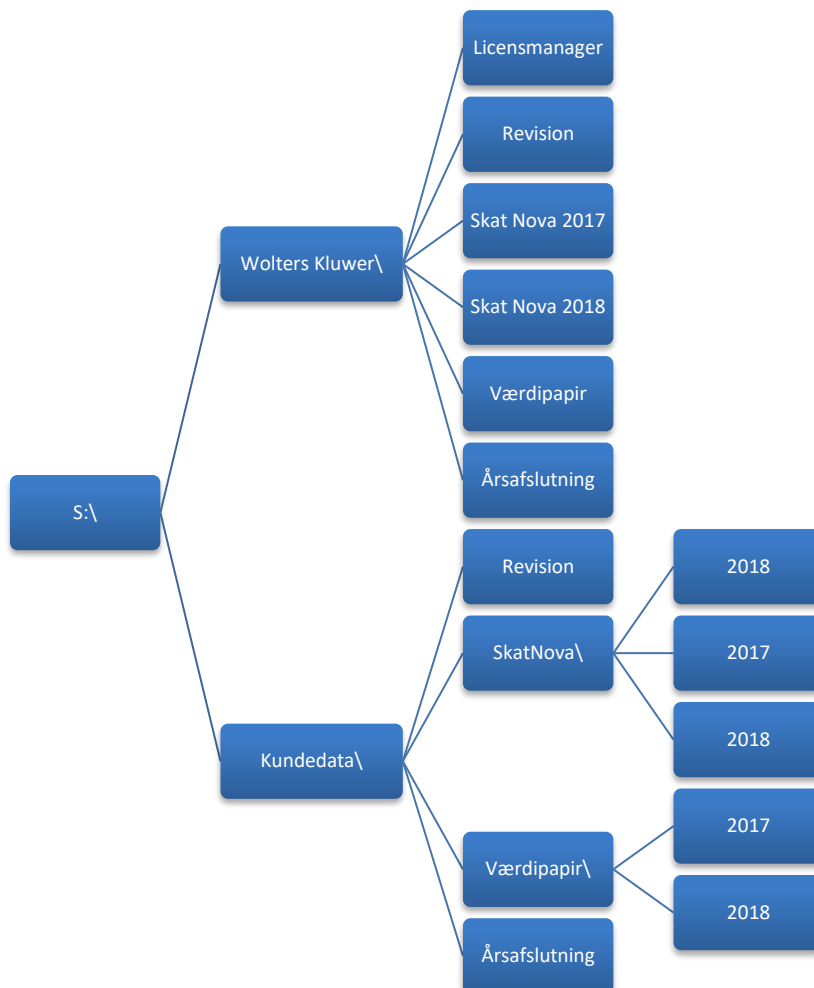 S:\
Wolters Kluwer\
Licensmanager
Revision
Skat Nova 2017
Skat Nova 2018
Værdipapir
Årsafslutning
Kundedata\
Revision
SkatNova\
2018
2017
2018
Værdipapir\
2017
2018
Årsafslutning